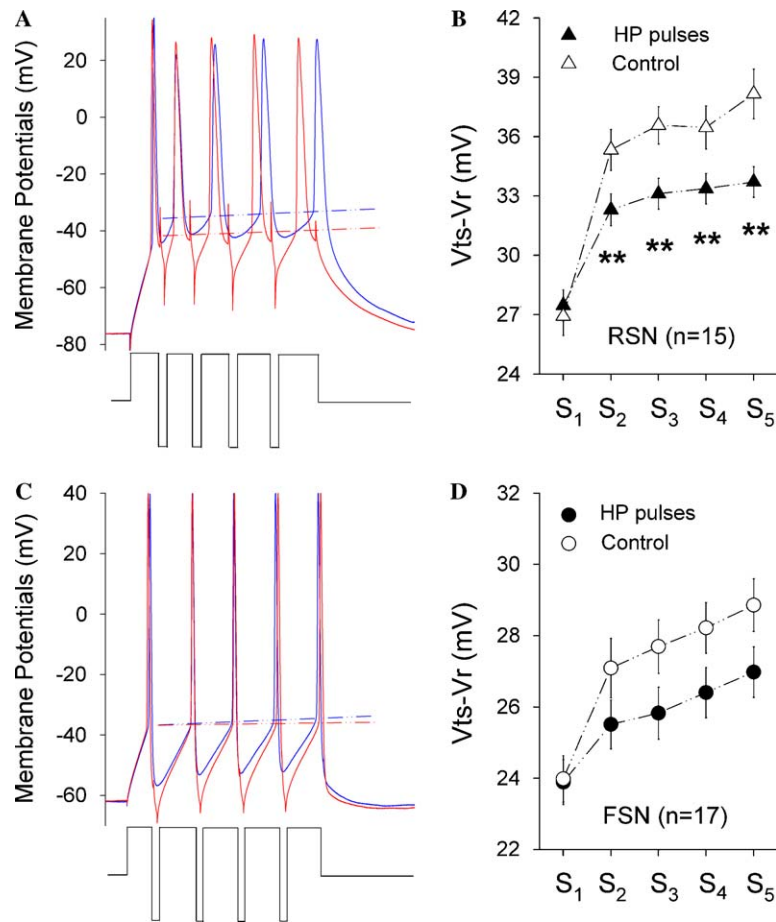 A
Membrane Potentials (mV)
20
0
-20
-40
-60
-80
B
Vts-Vr (mV)
42
39
36
33
30
27
24
HP pulses
Control
**
**
**
**
RSN (n=15)
S1
S2
S3
S4
S5
C
Membrane Potentials (mV)
40
20
0
-20
-40
-60
D
Vts-Vr (mV)
32
30
28
26
24
22
HP pulses
Control
FSN (n=17)
S1
S2
S3
S4
S5